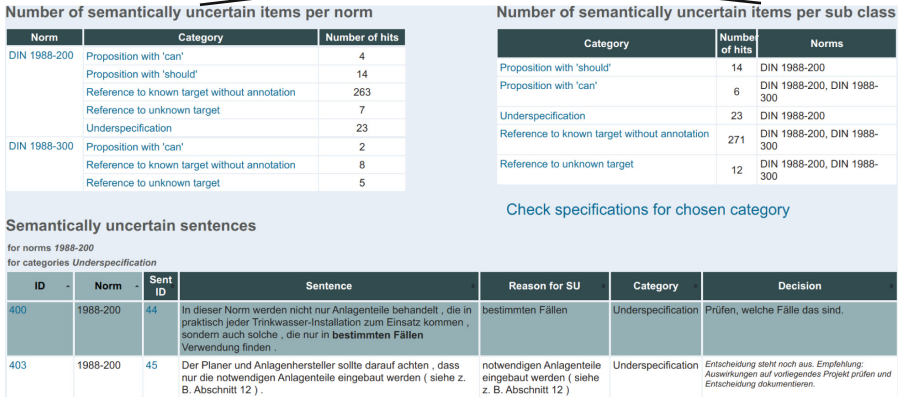 Number of semantically uncertain items per norm
Norm Category Number of hits
DIN 1988-200 Proposition with 'can' 4
Proposition with 'should' 14
Reference to known target without annotation 263
Reference to unknown target 7
Underspecification 23
DIN 1988-300 Proposition with 'can' 2
Reference to known target without annotation 8
Reference to unknown target 5
Number of semantically uncertain items per sub class
Category Number of hits Norms
Proposition with 'should' 14 DIN 1988-200
Proposition with 'can' 6 DIN 1988-200, DIN 1988-
300
Underspecification 23 DIN 1988-200
Reference to known target without annotation 271 DIN 1988-200, DIN 1988-
300
Reference to unknown target 12 DIN 1988-200, DIN 1988-
300
Check specifications for chosen category
Semantically uncertain sentences
for norms 1988-200
for categories Underspecification
ID Norm Sent ID Sentence Reason for SU Category Decision
400 1988-200 44 In dieser Norm werden nicht nur Anlagenteile behandelt , die in bestimmten Fällen Underspecification Prüfen, welche Fälle das sind.
praktisch jeder Trinkwasser-Installation zum Einsatz kommen ,
sondern auch solche , die nur in bestimmten Fällen
Verwendung finden .
403 1988-200 45 Der Planer und Anlagenhersteller sollte darauf achten , dass notwendigen Anlagenteile Underspecification Entscheidung steht noch aus. Empfehlung:
nur die notwendigen Anlagenteile eingebaut werden ( siehe z. eingebaut werden ( siehe Auswirkungen auf vorliegendes Projekt prüfen und
B. Abschnitt 12 ) . z. B. Abschnitt 12 ) Entscheidung dokumentieren.